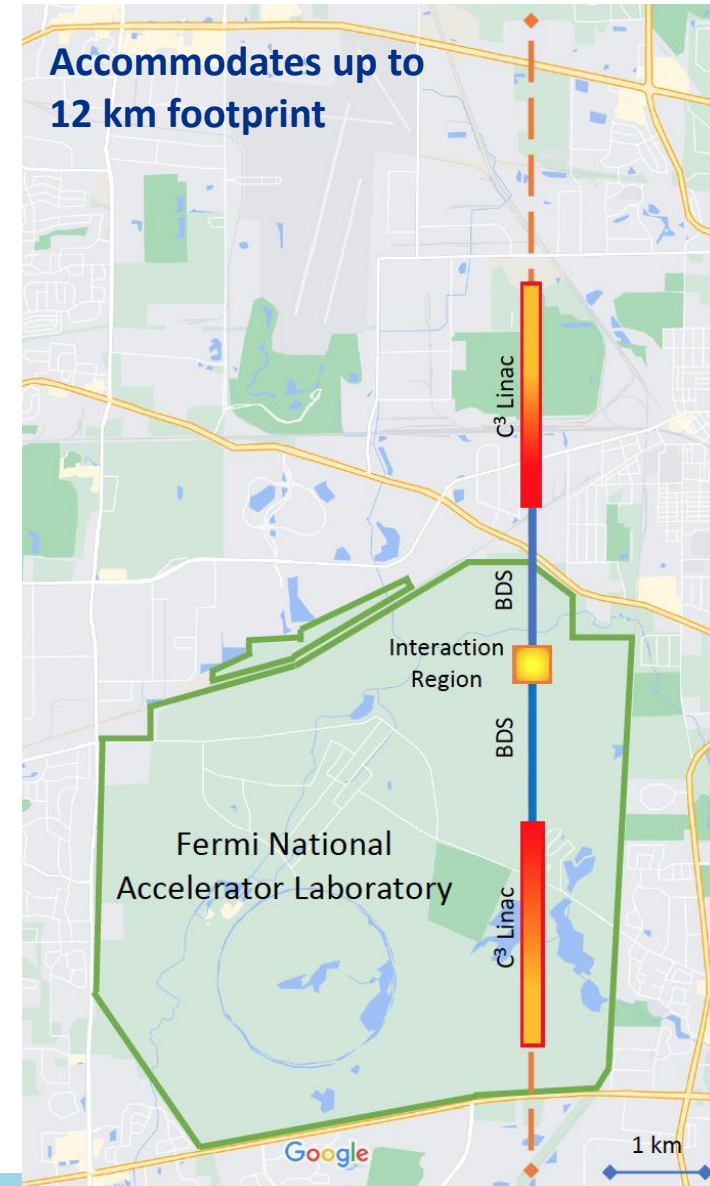 Accommodates up to
12 km footprint
C³ Linac
BDS
Interaction
Region
BDS
Fermi National
Accelerator Laboratory
C³ Linac
Google
1 km